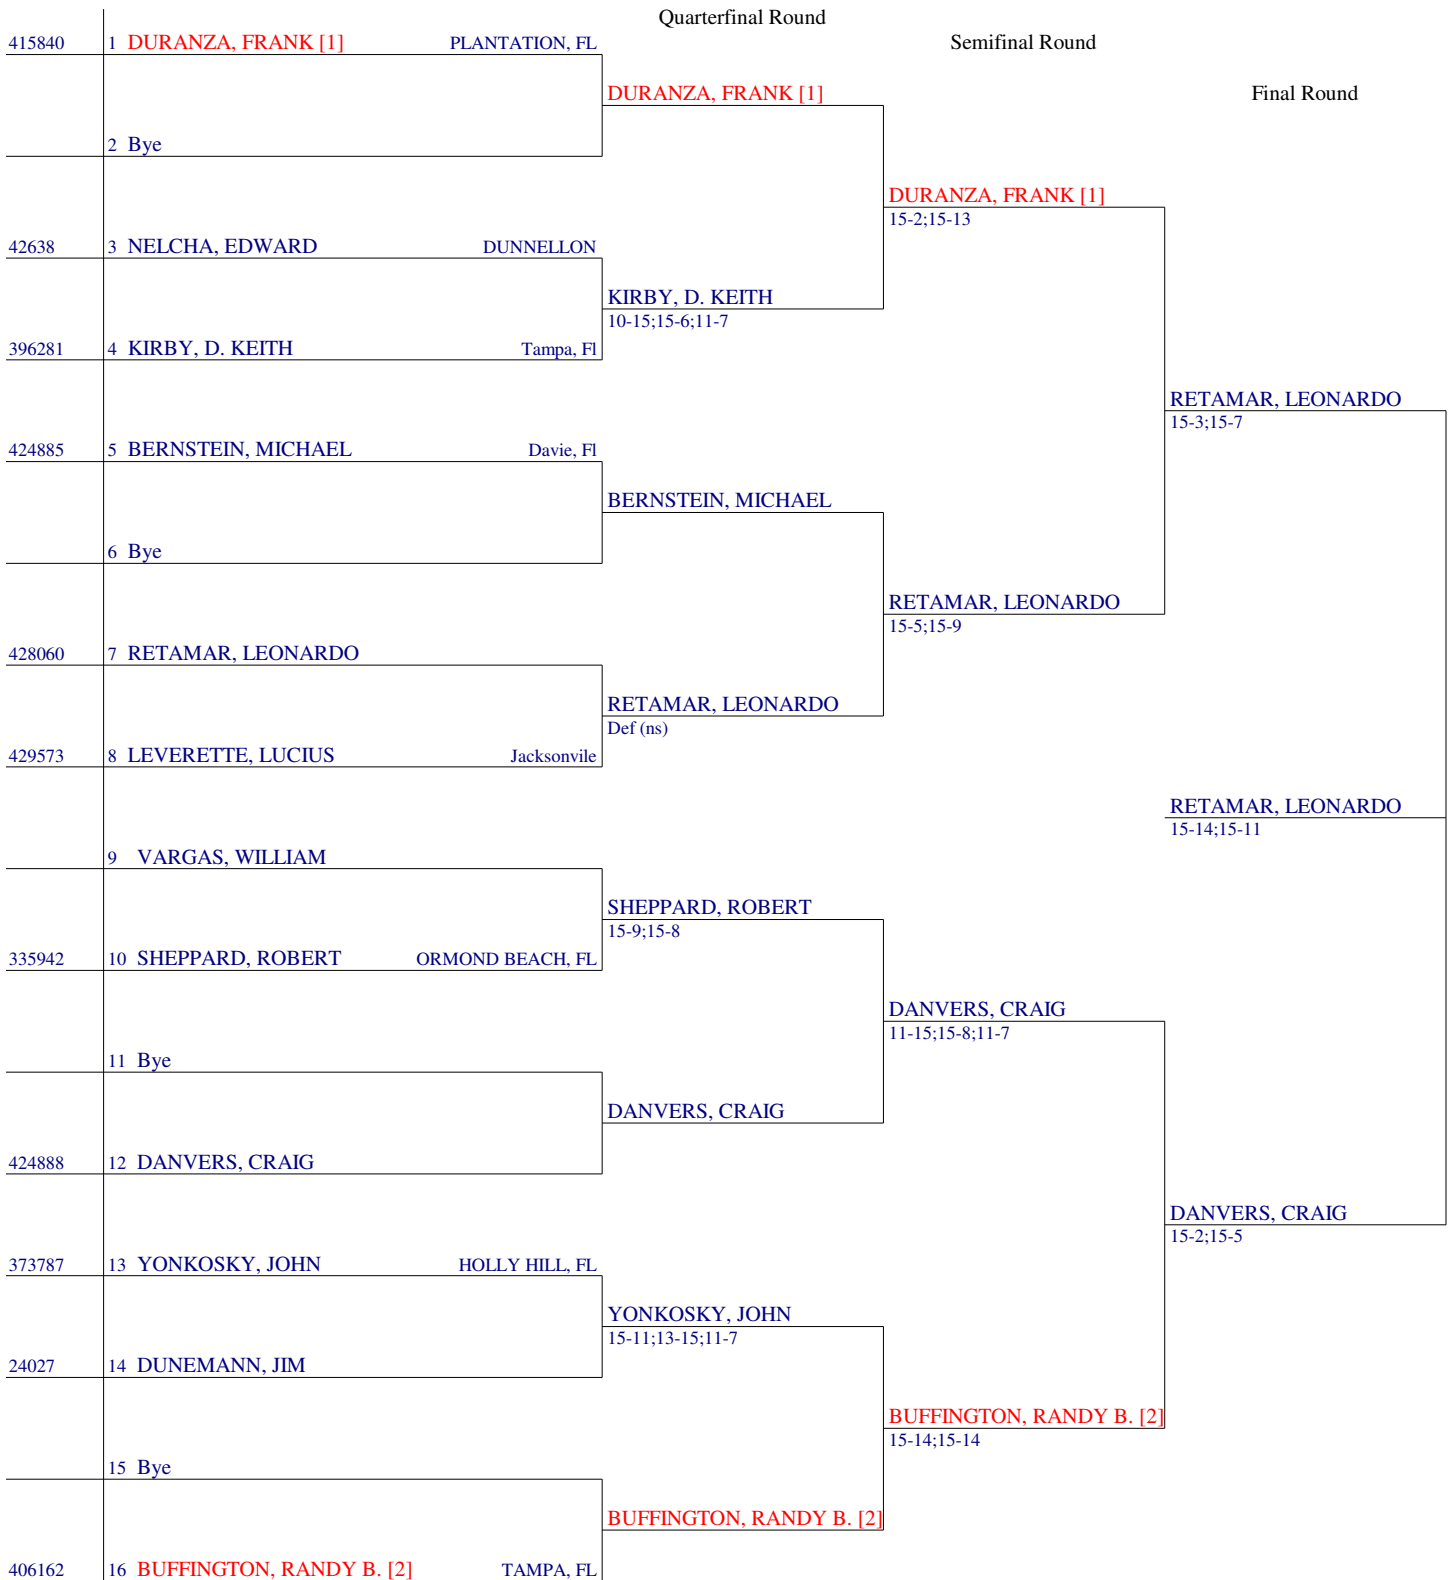 Quarterfinal Round
415840 1 DURANZA, FRANK [1] PLANTATION, FL
Semifinal Round
DURANZA, FRANK [1]
Final Round
2 Bye
DURANZA, FRANK [1]
15-2;15-13
42638 3 NELCHA, EDWARD DUNNELLON
KIRBY, D. KEITH
10-15;15-6;11-7
396281 4 KIRBY, D. KEITH Tampa, Fl
RETAMAR, LEONARDO
15-3;15-7
424885 5 BERNSTEIN, MICHAEL Davie, Fl
BERNSTEIN, MICHAEL
6 Bye
RETAMAR, LEONARDO
15-5;15-9
428060 7 RETAMAR, LEONARDO
RETAMAR, LEONARDO
Def (ns)
429573 8 LEVERETTE, LUCIUS Jacksonvile
RETAMAR, LEONARDO
15-14;15-11
9 VARGAS, WILLIAM
SHEPPARD, ROBERT
15-9;15-8
335942 10 SHEPPARD, ROBERT ORMOND BEACH, FL
DANVERS, CRAIG
11-15;15-8;11-7
11 Bye
DANVERS, CRAIG
424888 12 DANVERS, CRAIG
DANVERS, CRAIG
15-2;15-5
373787 13 YONKOSKY, JOHN HOLLY HILL, FL
YONKOSKY, JOHN
15-11;13-15;11-7
24027 14 DUNEMANN, JIM
BUFFINGTON, RANDY B. [2]
15-14;15-14
15 Bye
BUFFINGTON, RANDY B. [2]
406162 16 BUFFINGTON, RANDY B. [2] TAMPA, FL